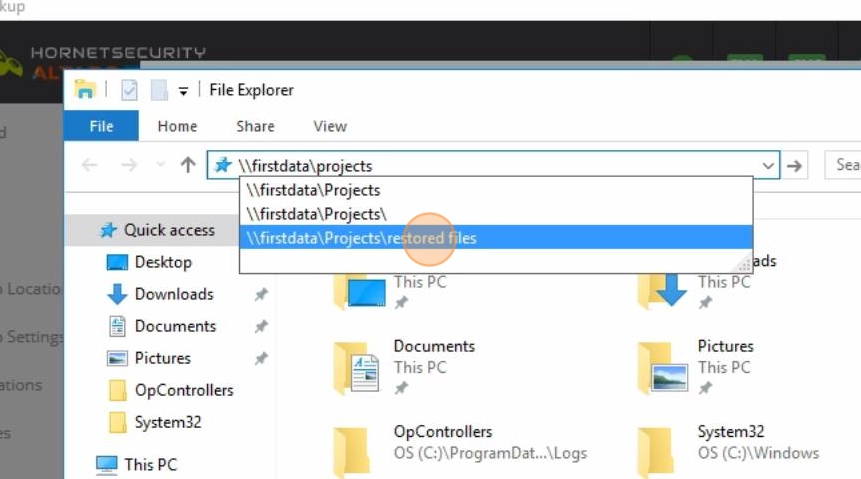 kup
HORNETSECURITY
File Explorer
File Home Share View
\\firstdata\projects
Sea
\\firstdata\Projects
\\firstdata\Projects\
\\firstdata\Projects\restored files
Quick access
Desktop
Downloads
Documents
Pictures
OpControllers
System32
This PC
This PC
ads
This PC
Documents
This PC
Pictures
This PC
OpControllers
OS (C:)\ProgramDat...\Logs
System32
OS (C:)\Windows
d
p Locatio
p Settings
ations
es